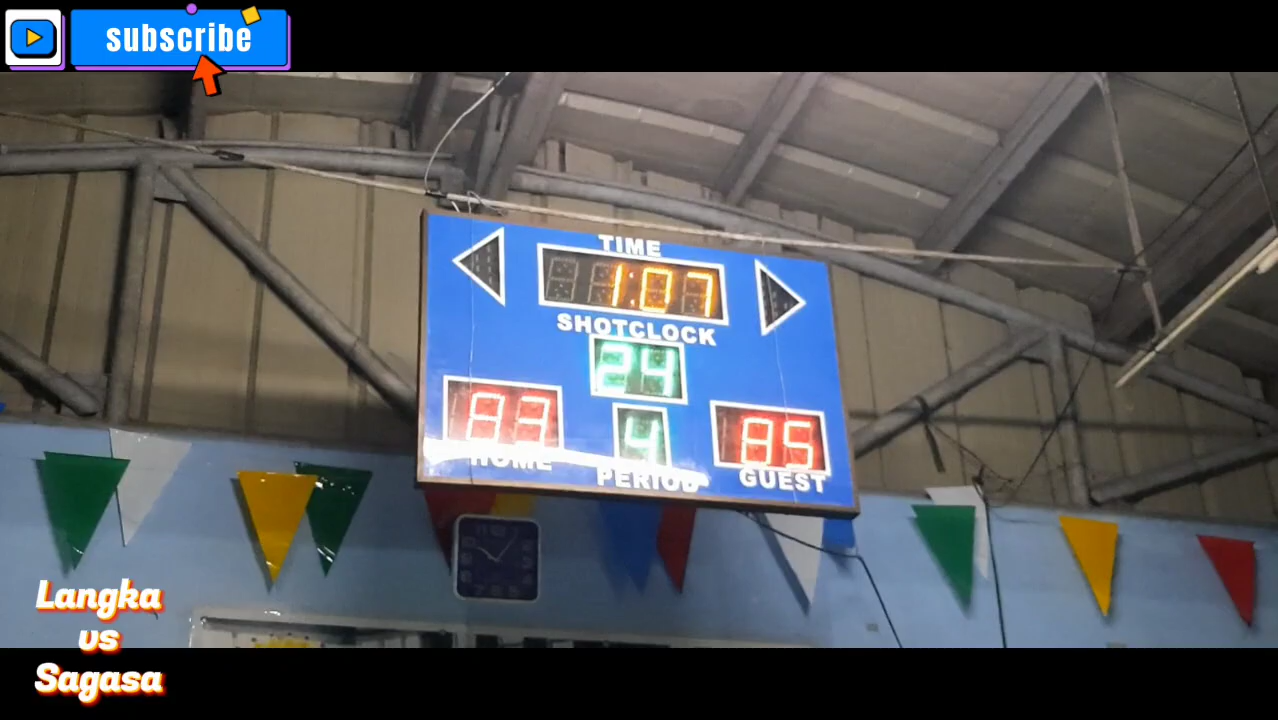 subscribe
TIME
1:07
SHOTCLOCK
24
83 4 85
HOME PERIOD GUEST
Langka
vs
Sagasa